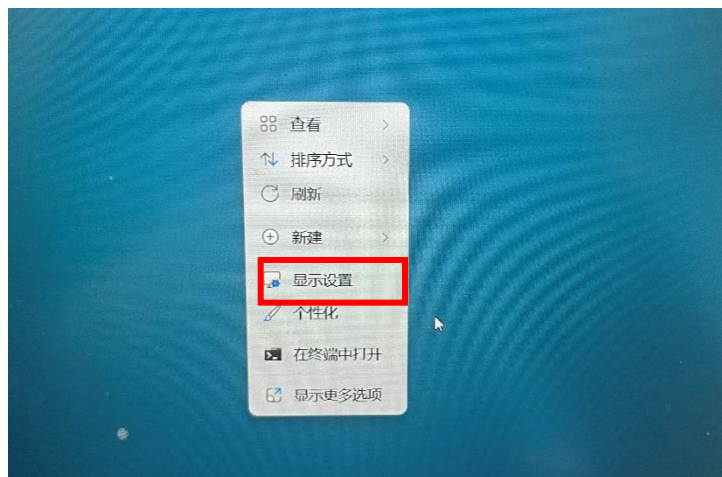 查看
排序方式
刷新
新建
显示设置
个性化
在终端中打开
显示更多选项